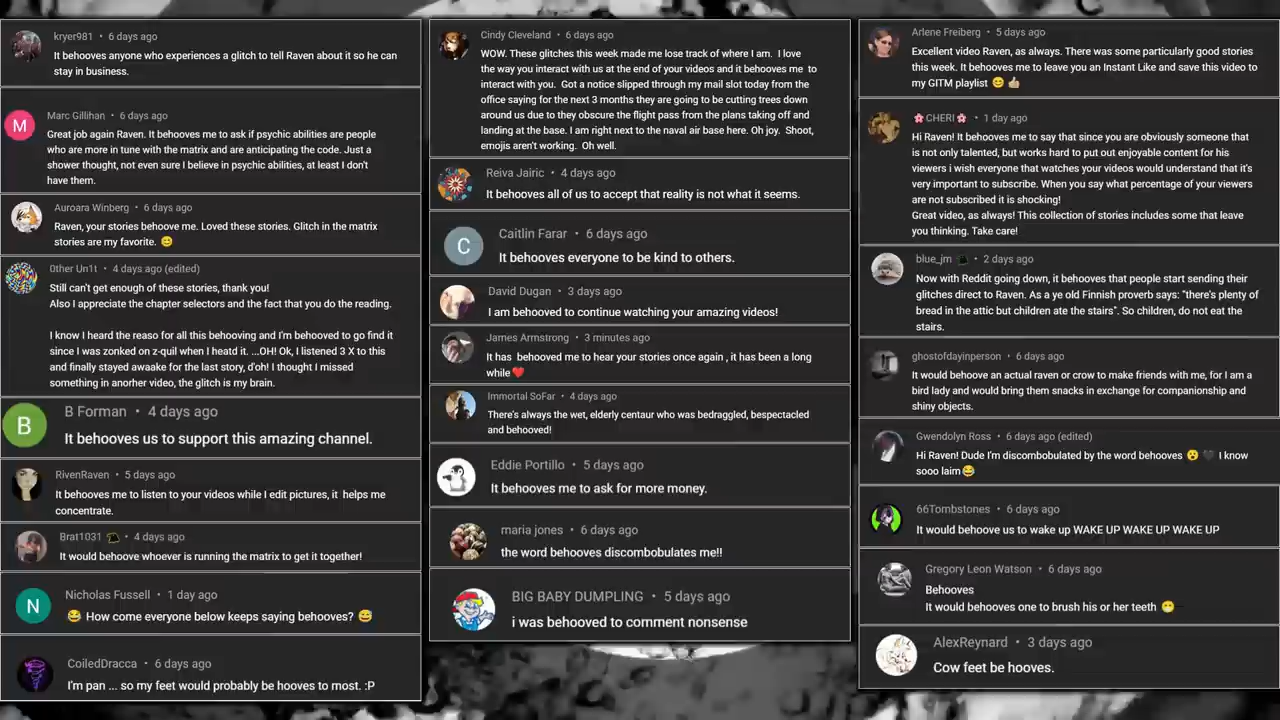 kryer981 • 6 days ago
It behooves anyone who experiences a glitch to tell Raven about it so he can
stay in business.
M
Marc Gillihan • 6 days ago
Great job again Raven. It behooves me to ask if psychic abilities are people
who are more in tune with the matrix and are anticipating the code. Just a
shower thought, not even sure I believe in psychic abilities, at least I don't
have them.
Auroara Winberg • 6 days ago
Raven, your stories behoove me. Loved these stories. Glitch in the matrix
stories are my favorite. 😊
0ther Un1t • 4 days ago (edited)
Still can't get enough of these stories, thank you!
Also I appreciate the chapter selectors and the fact that you do the reading.
I know I heard the reaso for all this behooving and I'm behooved to go find it
since I was zonked on z-quil when I heatd it. ...OH! Ok, I listened 3 X to this
and finally stayed awaake for the last story, d'oh! I thought I missed
something in anorher video, the glitch is my brain.
B
B Forman • 4 days ago
It behooves us to support this amazing channel.
RivenRaven • 5 days ago
It behooves me to listen to your videos while I edit pictures, it helps me
concentrate.
Brat1031 🎓 • 4 days ago
It would behoove whoever is running the matrix to get it together!
N
Nicholas Fussell • 1 day ago
😂 How come everyone below keeps saying behooves? 😅
CoiledDracca • 6 days ago
I'm pan ... so my feet would probably be hooves to most. :P
Cindy Cleveland • 6 days ago
WOW. These glitches this week made me lose track of where I am. I love
the way you interact with us at the end of your videos and it behooves me to
interact with you. Got a notice slipped through my mail slot today from the
office saying for the next 3 months they are going to be cutting trees down
around us due to they obscure the flight pass from the plans taking off and
landing at the base. I am right next to the naval air base here. Oh joy. Shoot,
emojis aren't working. Oh well.
Reiva Jairic • 4 days ago
It behooves all of us to accept that reality is not what it seems.
C
Caitlin Farar • 6 days ago
It behooves everyone to be kind to others.
David Dugan • 3 days ago
I am behooved to continue watching your amazing videos!
James Armstrong • 3 minutes ago
It has behooved me to hear your stories once again , it has been a long
while❤️
Immortal SoFar • 4 days ago
There's always the wet, elderly centaur who was bedraggled, bespectacled
and behooved!
Eddie Portillo • 5 days ago
It behooves me to ask for more money.
maria jones • 6 days ago
the word behooves discombobulates me!!
BIG BABY DUMPLING • 5 days ago
i was behooved to comment nonsense
Arlene Freiberg • 5 days ago
Excellent video Raven, as always. There was some particularly good stories
this week. It behooves me to leave you an Instant Like and save this video to
my GITM playlist 😊 👍
🌸CHERI🌸 • 1 day ago
Hi Raven! It behooves me to say that since you are obviously someone that
is not only talented, but works hard to put out enjoyable content for his
viewers i wish everyone that watches your videos would understand that it's
very important to subscribe. When you say what percentage of your viewers
are not subscribed it is shocking!
Great video, as always! This collection of stories includes some that leave
you thinking. Take care!
blue_jm 🎓 • 2 days ago
Now with Reddit going down, it behooves that people start sending their
glitches direct to Raven. As a ye old Finnish proverb says: "there's plenty of
bread in the attic but children ate the stairs". So children, do not eat the
stairs.
ghostofdayinperson • 6 days ago
It would behoove an actual raven or crow to make friends with me, for I am a
bird lady and would bring them snacks in exchange for companionship and
shiny objects.
Gwendolyn Ross • 6 days ago (edited)
Hi Raven! Dude I'm discombobulated by the word behooves 😮 🖤 I know
sooo laim😂
66Tombstones • 6 days ago
It would behoove us to wake up WAKE UP WAKE UP WAKE UP
Gregory Leon Watson • 6 days ago
Behooves
It would behooves one to brush his or her teeth 😁
AlexReynard • 3 days ago
Cow feet be hooves.